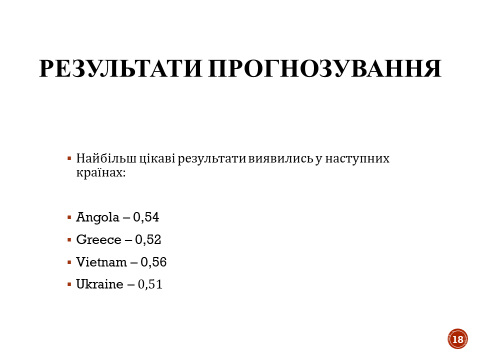 РЕЗУЛЬТАТИ ПРОГНОЗУВАННЯ
▪ Найбільш цікаві результати виявились у наступних
країнах:
▪ Angola – 0,54
▪ Greece – 0,52
▪ Vietnam – 0,56
▪ Ukraine – 0,51
18